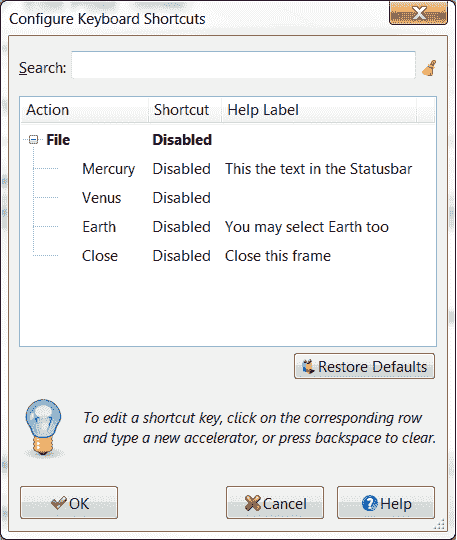 Configure Keyboard Shortcuts
Search:
Action Shortcut Help Label
File Disabled
Mercury Disabled This the text in the Statusbar
Venus Disabled
Earth Disabled You may select Earth too
Close Disabled Close this frame
Restore Defaults
To edit a shortcut key, click on the corresponding row
and type a new accelerator, or press backspace to clear.
OK Cancel Help